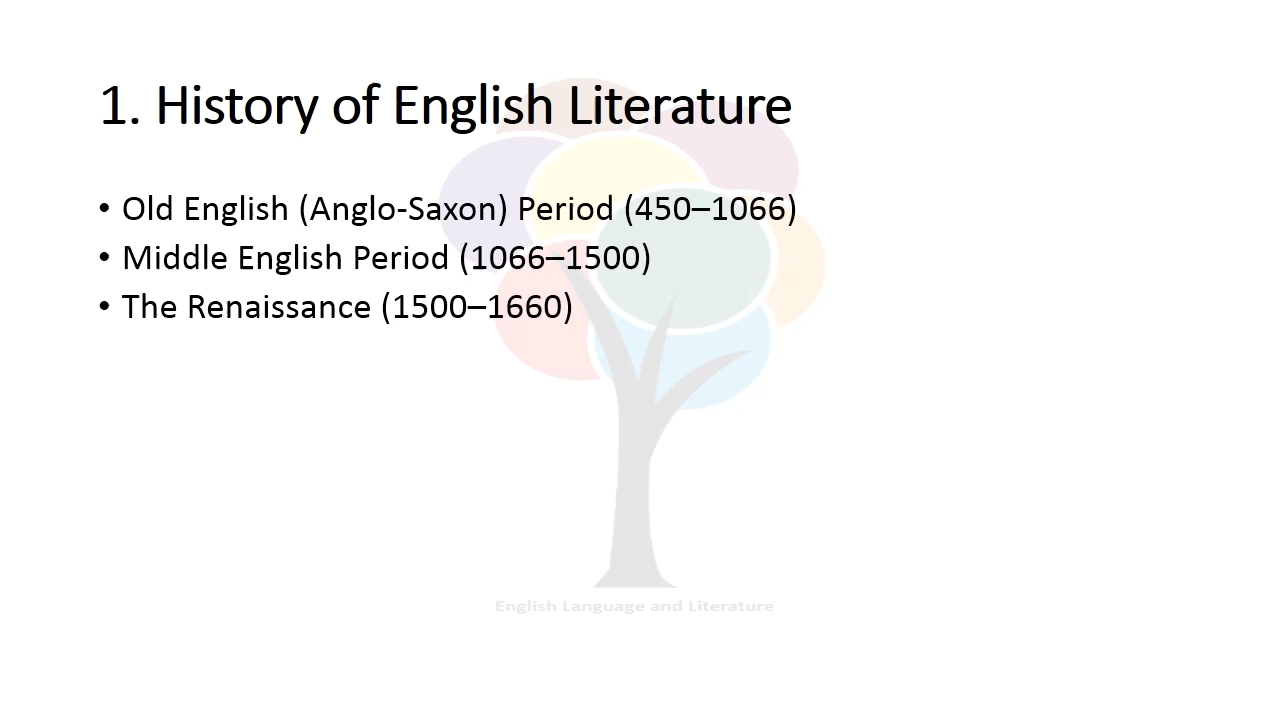 1. History of English Literature
• Old English (Anglo-Saxon) Period (450–1066)
• Middle English Period (1066–1500)
• The Renaissance (1500–1660)
English Language and Literature